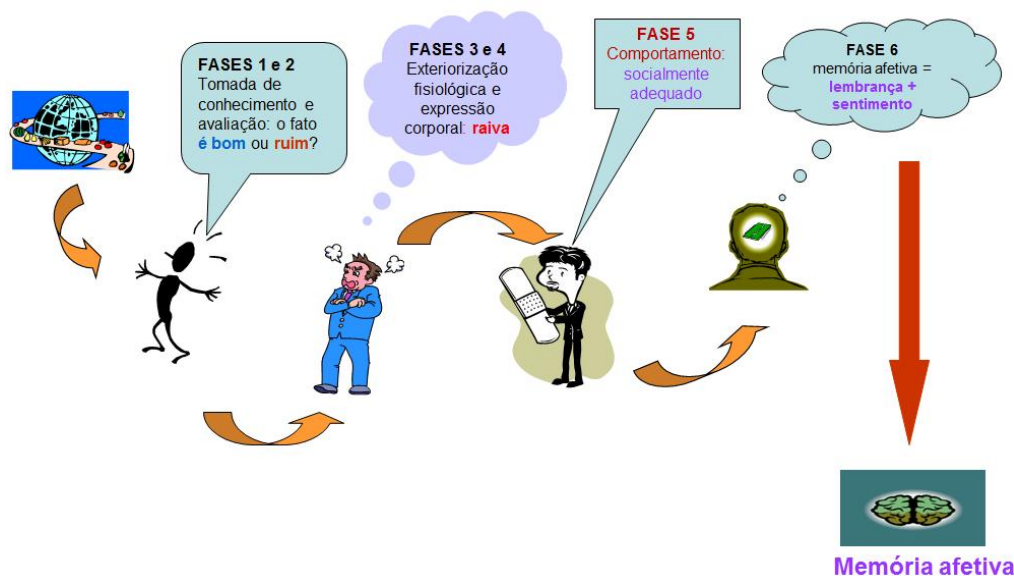 FASES 1 e 2
Tomada de
conhecimento e
avaliação: o fato
é bom ou ruim?
FASES 3 e 4
Exteriorização
fisiológica e
expressão
corporal: raiva
FASE 5
Comportamento:
socialmente
adequado
FASE 6
memória afetiva =
lembrança +
sentimento
Memória afetiva